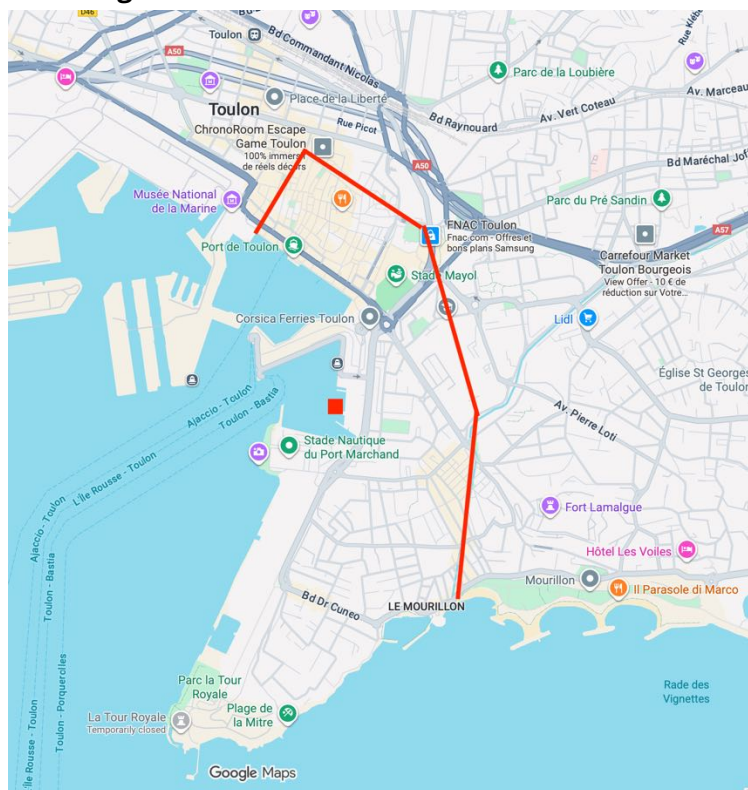 D46
Toulon
Bd Commandant Nicolas
Rue Kléber
A50
Parc de la Loubière
Place de la Liberté
Toulon
Bd Raynouard
Av. Vert Coteau
Av. Marceau
ChronoRoom Escape
Game Toulon
100% immersi
de réels décors
Rue Picot
A50
Bd Maréchal Jof
Musée National
de la Marine
Parc du Pré Sandin
Port de Toulon
FNAC Toulon
Fnac.com - Offres et
bons plans Samsung
A57
Carrefour Market
Toulon Bourgeois
View Offer - 10 € de
réduction sur Votre...
Stade Mayol
Corsica Ferries Toulon
Lidl
Église St Georges
de Toulon
Ajaccio - Toulon
Toulon - Bastia
L'Île Rousse - Toulon
Av. Pierre Loti
Stade Nautique
du Port Marchand
Fort Lamalgue
Ajaccio - Toulon
Toulon - Bastia
Hôtel Les Voiles
Mourillon
Il Parasole di Marco
Bd Dr Cuneo
LE MOURILLON
Parc la Tour
Royale
Rade des
Vignettes
La Tour Royale
Temporarily closed
Plage de
la Mitre
Île Rousse - Toulon
Toulon - Porquerolles
Google Maps